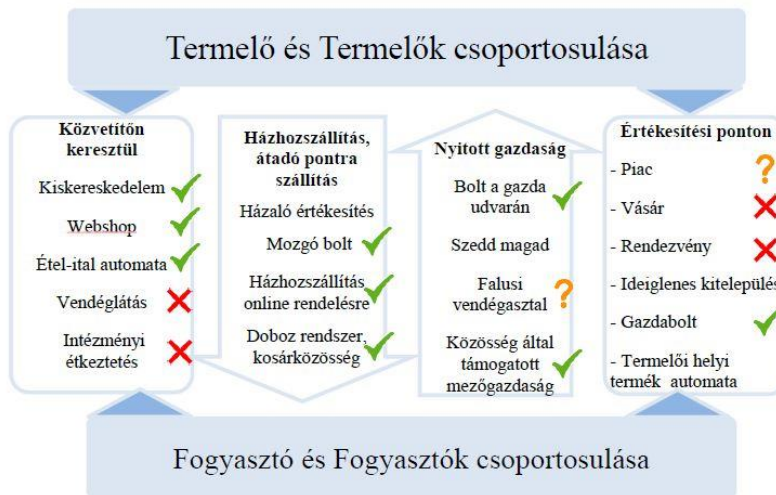 Termelő és Termelők csoportosulása
Közvetítőn
keresztül
Kiskereskedelem
Webshop
Étel-ital automata
Vendéglátás
Intézményi
étkeztetés
Házhozszállítás,
átadó pontra
szállítás
Házaló értékesítés
Mozgó bolt
Házhozszállítás
online rendelésre
Doboz rendszer,
kosárközösség
Nyitott gazdaság
Bolt a gazda
udvarán
Szedd magad
Falusi
vendégasztal
?
Közösség által
támogatott
mezőgazdaság
Értékesítési ponton
- Piac
?
- Vásár
- Rendezvény
- Ideiglenes kitelepülés
- Gazdabolt
- Termelői helyi
termék automata
Fogyasztó és Fogyasztók csoportosulása